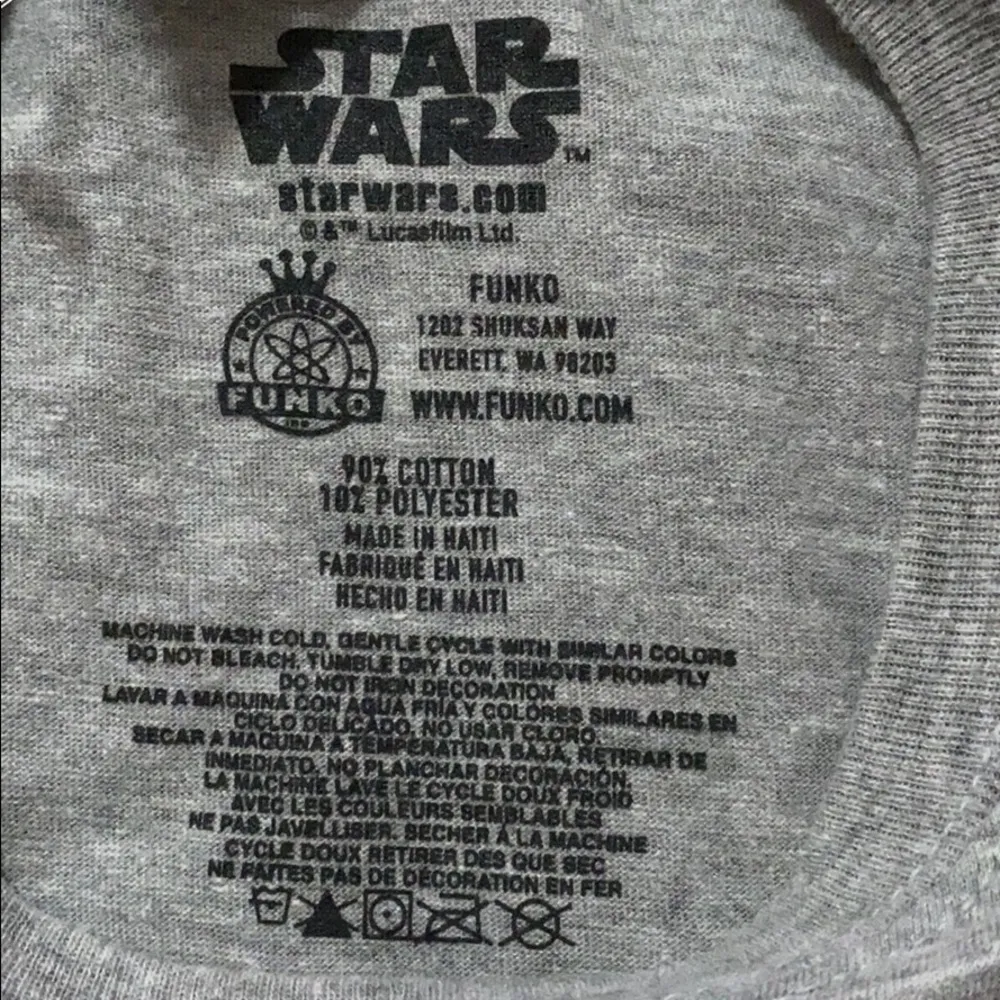 STAR
WARS™
starwars.com
© & ™ Lucasfilm Ltd.
POWERED BY
FUNKO
FUNKO
1202 SHUKSAN WAY
EVERETT, WA 98203
WWW.FUNKO.COM
90% COTTON
10% POLYESTER
MADE IN HAITI
FABRIQUÉ EN HAITI
HECHO EN HAITI
MACHINE WASH COLD, GENTLE CYCLE WITH SIMILAR COLORS
DO NOT BLEACH. TUMBLE DRY LOW, REMOVE PROMPTLY
DO NOT IRON DECORATION
LAVAR A MAQUINA CON AGUA FRIA Y COLORES SIMILARES EN
CICLO DELICADO. NO USAR CLORO.
SECAR A MAQUINA A TEMPERATURA BAJA, RETIRAR DE
INMEDIATO. NO PLANCHAR DECORACIÓN.
LA MACHINE LAVE LE CYCLE DOUX FROID
AVEC LES COULEURS SEMBLABLES
NE PAS JAVELLISER. SECHER À LA MACHINE
CYCLE DOUX RETIRER DES QUE SEC
NE FAITES PAS DE DÉCORATION EN FER